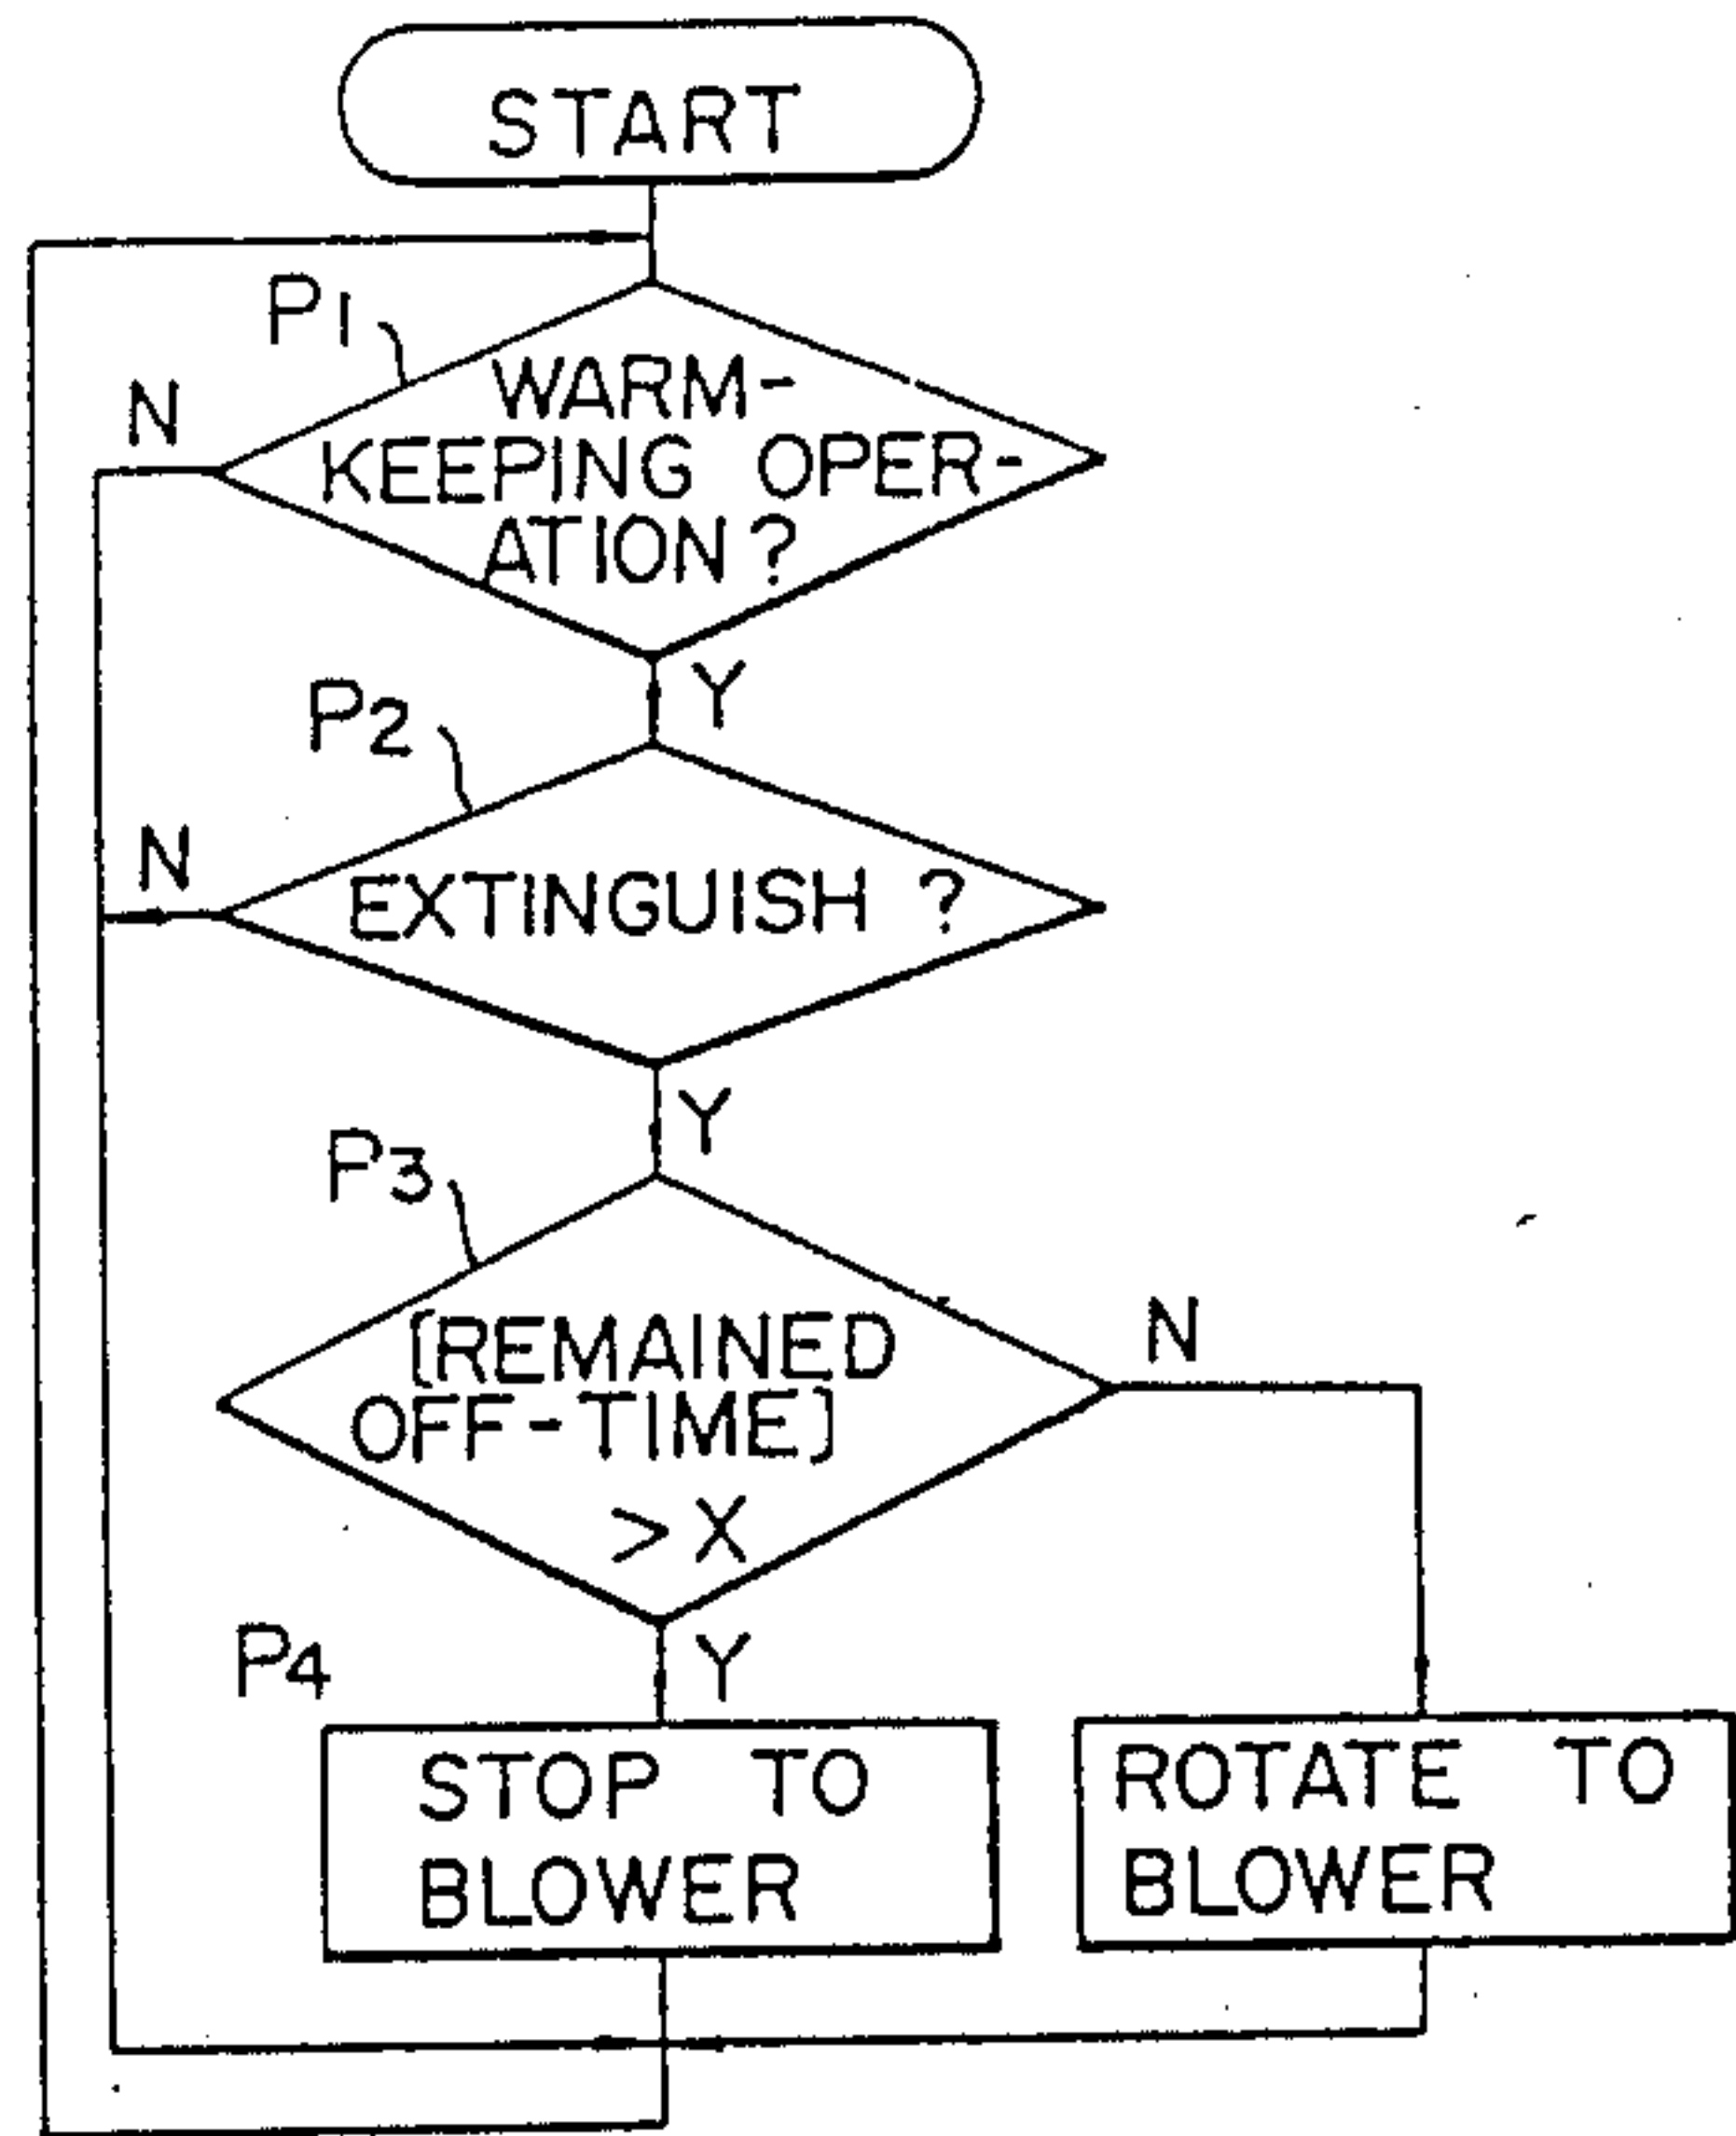 START
P1
N
WARM-
KEEPING OPER-
ATION?
Y
P2
N
EXTINGUISH ?
Y
P3
(REMAINED
OFF-TIME)
>X
N
Y
P4
STOP TO
BLOWER
ROTATE TO
BLOWER